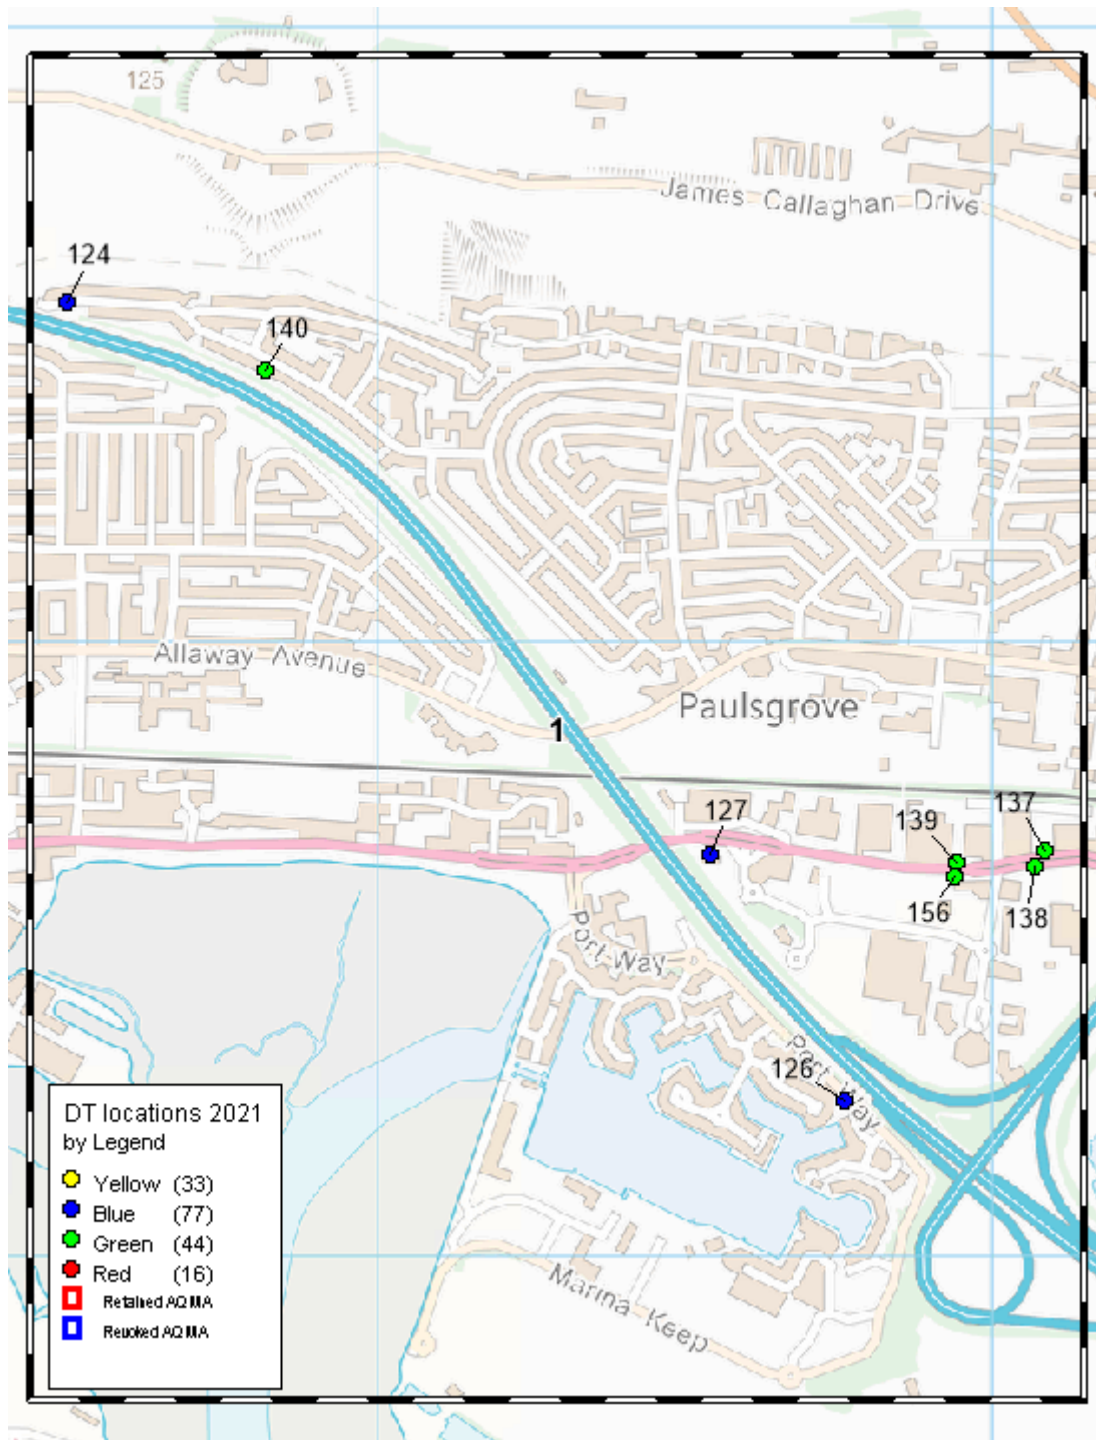 125
James Callaghan Drive
124
140
Allaway Avenue
Paulsgrove
1
127
139
137
156
138
Port Way
Port Way
126
DT locations 2021
by Legend
Yellow (33)
Blue (77)
Green (44)
Red (16)
Retained AQMA
Revoked AQMA
Marina Keep